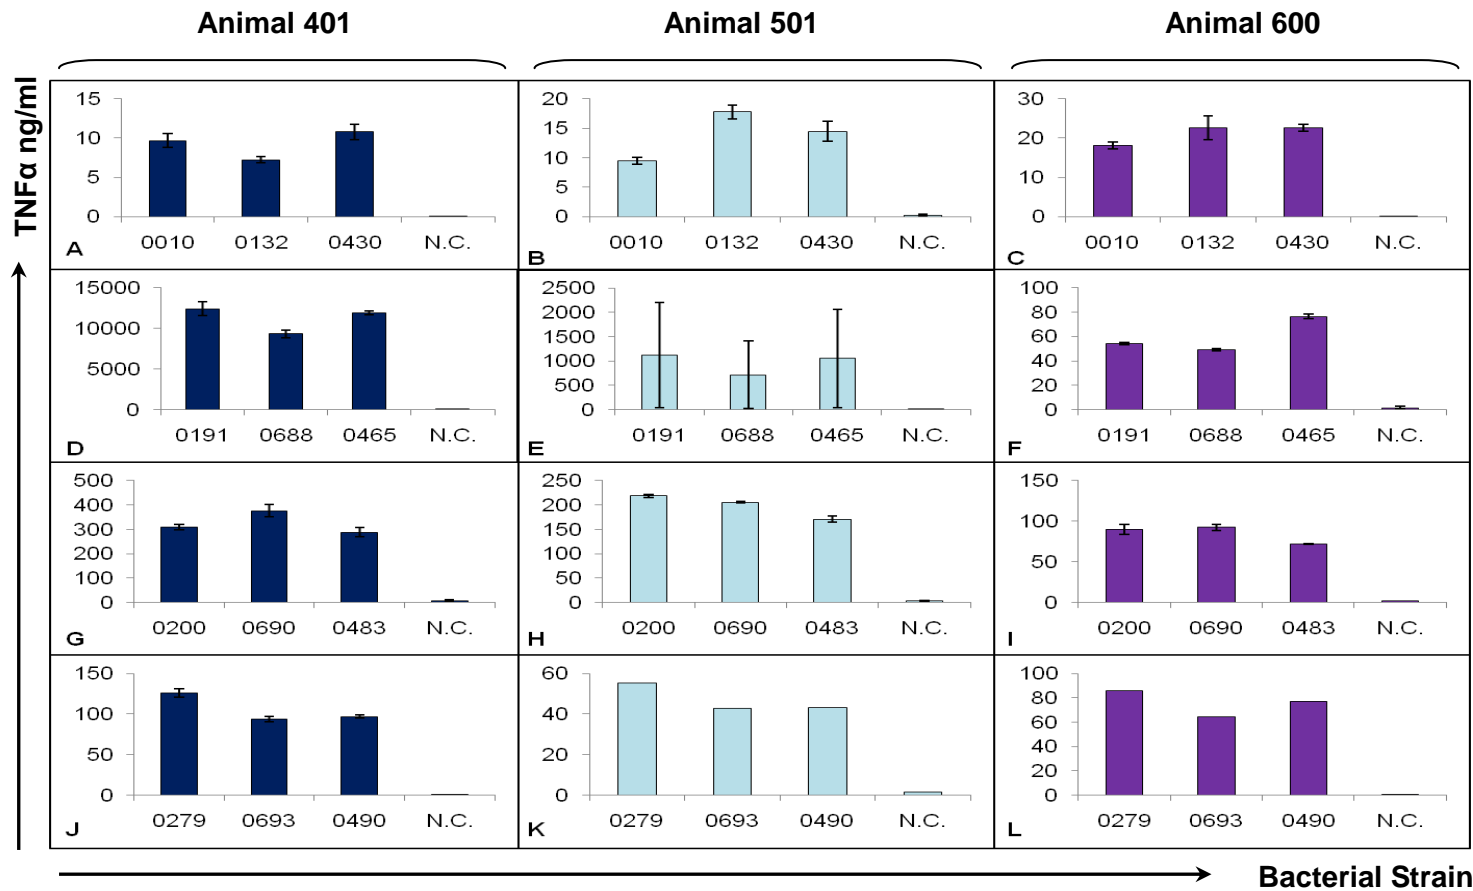 Animal 401 Animal 501 Animal 600
TNFα ng/ml
15
10
5
0
0010 0132 0430 N.C.
A
20
15
10
5
0
0010 0132 0430 N.C.
B
30
20
10
0
0010 0132 0430 N.C.
C
15000
10000
5000
0
0191 0688 0465 N.C.
D
2500
2000
1500
1000
500
0
0191 0688 0465 N.C.
E
100
80
60
40
20
0
0191 0688 0465 N.C.
F
500
400
300
200
100
0
0200 0690 0483 N.C.
G
250
200
150
100
50
0
0200 0690 0483 N.C.
H
150
100
50
0
0200 0690 0483 N.C.
I
150
100
50
0
0279 0693 0490 N.C.
J
60
40
20
0
0279 0693 0490 N.C.
K
100
80
60
40
20
0
0279 0693 0490 N.C.
L
Bacterial Strain